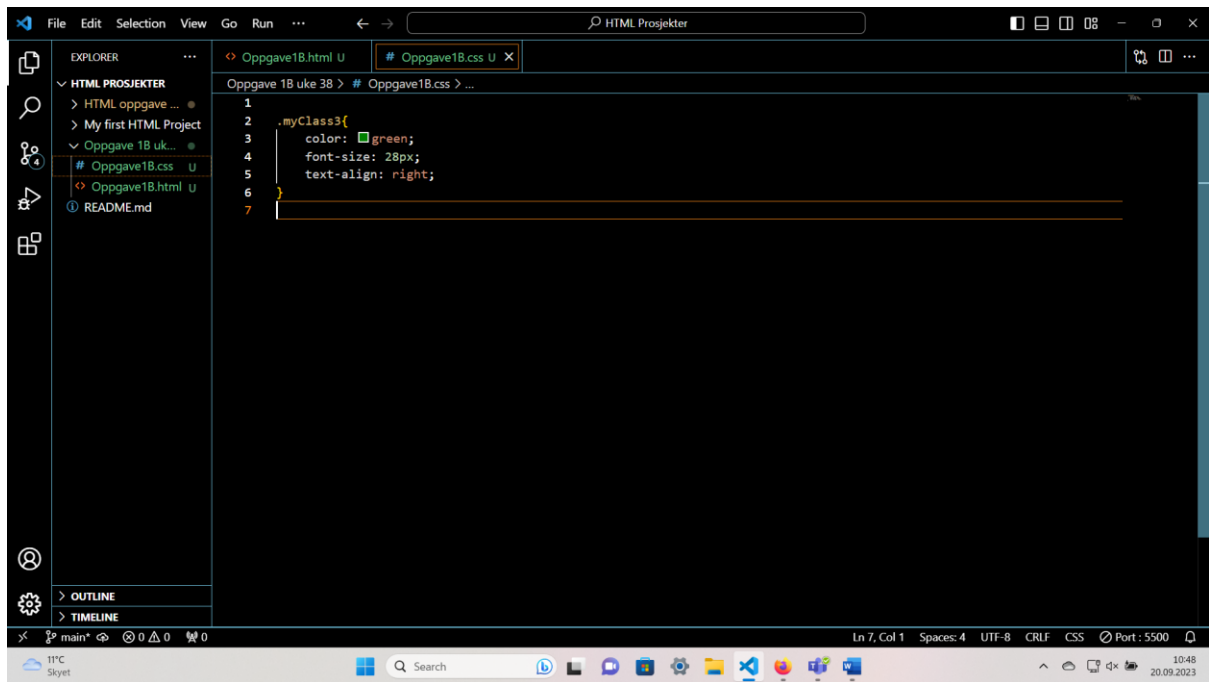 File Edit Selection View Go Run ··· ← → HTML Prosjekter
EXPLORER ···
HTML PROSJEKTER
> HTML oppgave ...
> My first HTML Project
Oppgave 1B uk...
# Oppgave1B.css U
<> Oppgave1B.html U
README.md
<> Oppgave1B.html U # Oppgave1B.css U ×
Oppgave 1B uke 38 > # Oppgave1B.css > ...
1
2 .myClass3{
3 color: green;
4 font-size: 28px;
5 text-align: right;
6 }
7
4
> OUTLINE
> TIMELINE
main* 0 0 0 Ln 7, Col 1 Spaces: 4 UTF-8 CRLF CSS Port : 5500
11°C
Skyet
Search
10:48
20.09.2023